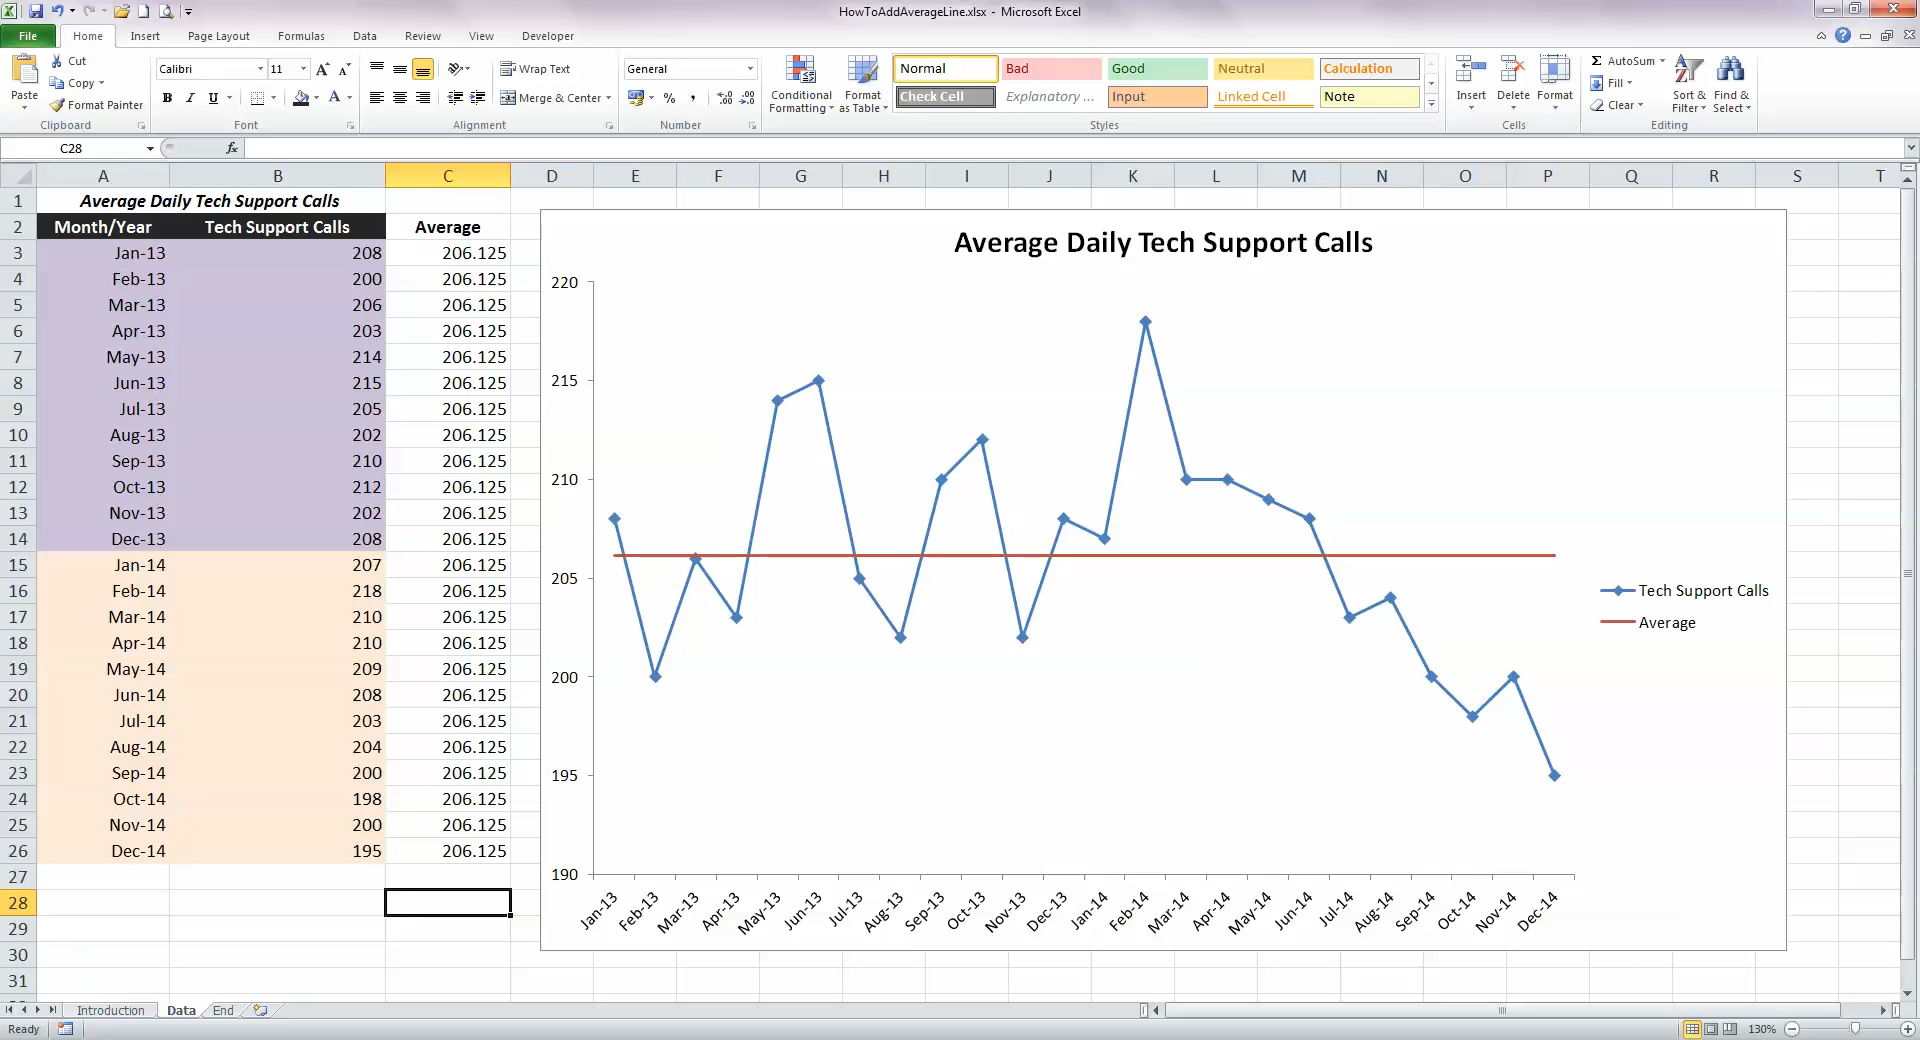 HowToAddAverageLine.xlsx - Microsoft Excel
File Home Insert Page Layout Formulas Data Review View Developer
Paste
Cut
Copy
Format Painter
Clipboard
Calibri 11
B I U
Font
Wrap Text
Merge & Center
Alignment
General
% ,
Number
Conditional Formatting
Format as Table
Normal Bad Good Neutral Calculation
Check Cell Explanatory ... Input Linked Cell Note
Styles
Insert Delete Format
Cells
Σ AutoSum
Fill
Clear
Sort & Filter
Find & Select
Editing
C28 fx
A B C D E F G H I J K L M N O P Q R S T
1 Average Daily Tech Support Calls
2 Month/Year Tech Support Calls Average
3 Jan-13 208 206.125
4 Feb-13 200 206.125
5 Mar-13 206 206.125
6 Apr-13 203 206.125
7 May-13 214 206.125
8 Jun-13 215 206.125
9 Jul-13 205 206.125
10 Aug-13 202 206.125
11 Sep-13 210 206.125
12 Oct-13 212 206.125
13 Nov-13 202 206.125
14 Dec-13 208 206.125
15 Jan-14 207 206.125
16 Feb-14 218 206.125
17 Mar-14 210 206.125
18 Apr-14 210 206.125
19 May-14 209 206.125
20 Jun-14 208 206.125
21 Jul-14 203 206.125
22 Aug-14 204 206.125
23 Sep-14 200 206.125
24 Oct-14 198 206.125
25 Nov-14 200 206.125
26 Dec-14 195 206.125
27
28
29
30
31
Average Daily Tech Support Calls
220
215
210
205
200
195
190
Jan-13 Feb-13 Mar-13 Apr-13 May-13 Jun-13 Jul-13 Aug-13 Sep-13 Oct-13 Nov-13 Dec-13 Jan-14 Feb-14 Mar-14 Apr-14 May-14 Jun-14 Jul-14 Aug-14 Sep-14 Oct-14 Nov-14 Dec-14
Tech Support Calls
Average
Introduction Data End
Ready 130%